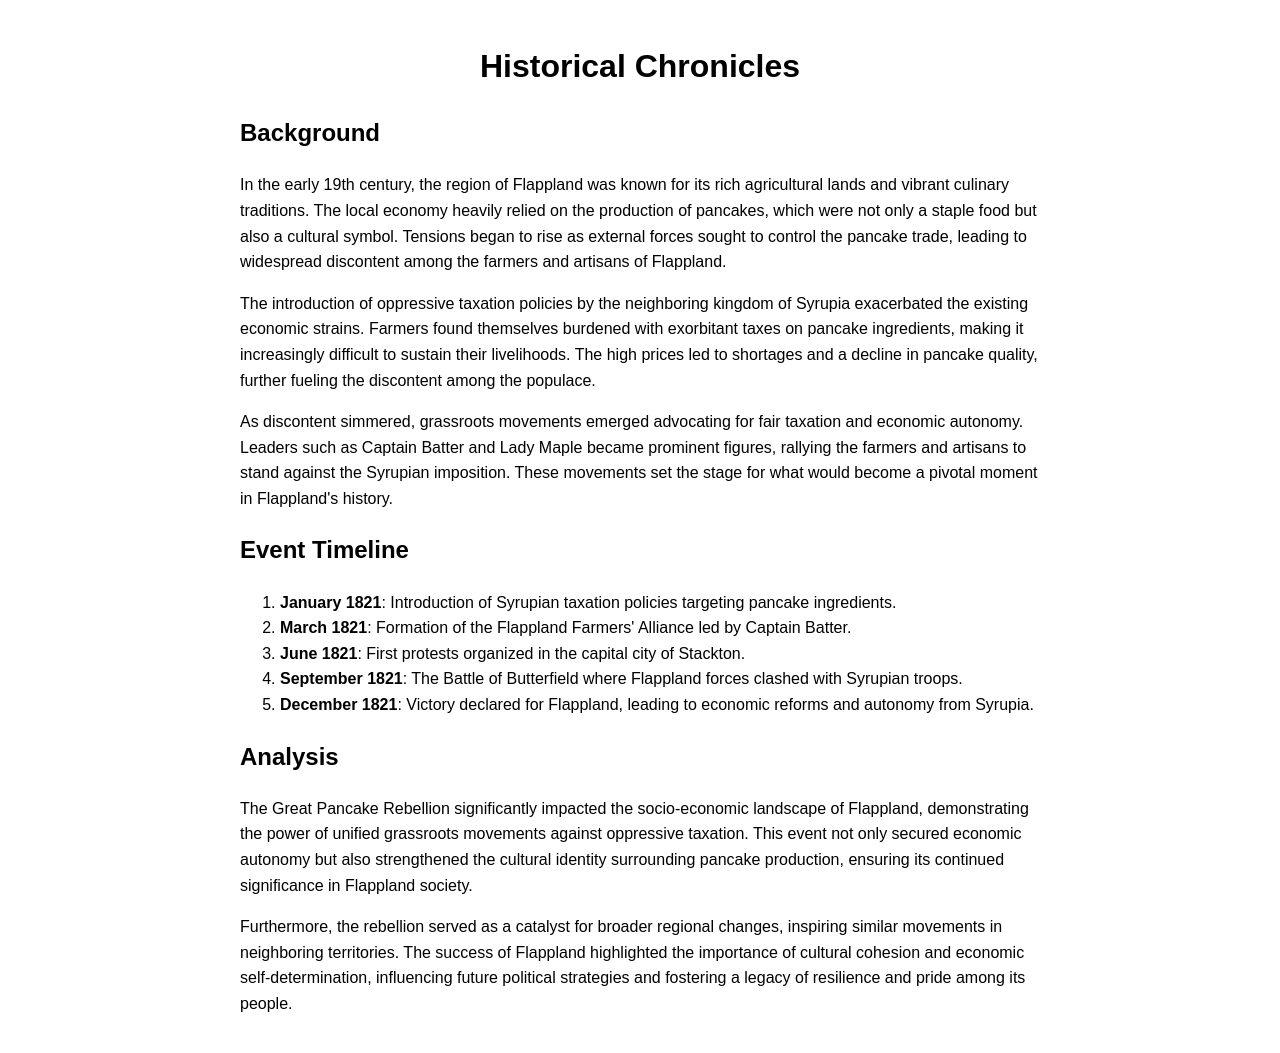 Historical Chronicles
Background
In the early 19th century, the region of Flappland was known for its rich agricultural lands and vibrant culinary
traditions. The local economy heavily relied on the production of pancakes, which were not only a staple food but
also a cultural symbol. Tensions began to rise as external forces sought to control the pancake trade, leading to
widespread discontent among the farmers and artisans of Flappland.
The introduction of oppressive taxation policies by the neighboring kingdom of Syrupia exacerbated the existing
economic strains. Farmers found themselves burdened with exorbitant taxes on pancake ingredients, making it
increasingly difficult to sustain their livelihoods. The high prices led to shortages and a decline in pancake quality,
further fueling the discontent among the populace.
As discontent simmered, grassroots movements emerged advocating for fair taxation and economic autonomy.
Leaders such as Captain Batter and Lady Maple became prominent figures, rallying the farmers and artisans to
stand against the Syrupian imposition. These movements set the stage for what would become a pivotal moment
in Flappland's history.
Event Timeline
1. January 1821: Introduction of Syrupian taxation policies targeting pancake ingredients.
2. March 1821: Formation of the Flappland Farmers' Alliance led by Captain Batter.
3. June 1821: First protests organized in the capital city of Stackton.
4. September 1821: The Battle of Butterfield where Flappland forces clashed with Syrupian troops.
5. December 1821: Victory declared for Flappland, leading to economic reforms and autonomy from Syrupia.
Analysis
The Great Pancake Rebellion significantly impacted the socio-economic landscape of Flappland, demonstrating
the power of unified grassroots movements against oppressive taxation. This event not only secured economic
autonomy but also strengthened the cultural identity surrounding pancake production, ensuring its continued
significance in Flappland society.
Furthermore, the rebellion served as a catalyst for broader regional changes, inspiring similar movements in
neighboring territories. The success of Flappland highlighted the importance of cultural cohesion and economic
self-determination, influencing future political strategies and fostering a legacy of resilience and pride among its
people.